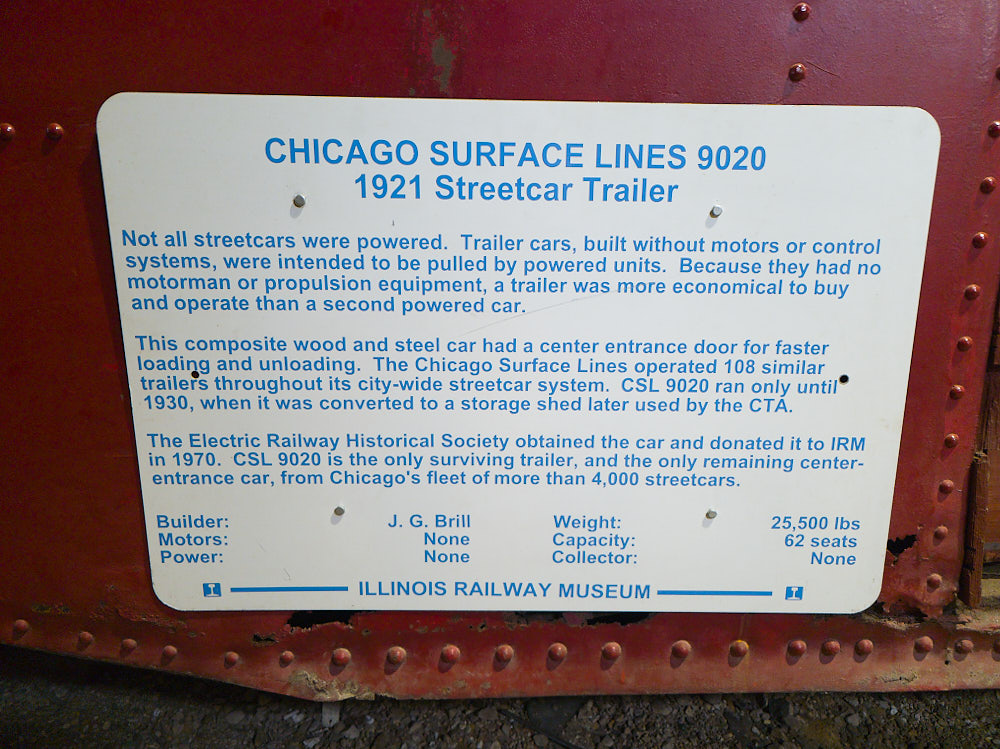 CHICAGO SURFACE LINES 9020
1921 Streetcar Trailer
Not all streetcars were powered. Trailer cars, built without motors or control
systems, were intended to be pulled by powered units. Because they had no
motorman or propulsion equipment, a trailer was more economical to buy
and operate than a second powered car.
This composite wood and steel car had a center entrance door for faster
loading and unloading. The Chicago Surface Lines operated 108 similar
trailers throughout its city-wide streetcar system. CSL 9020 ran only until
1930, when it was converted to a storage shed later used by the CTA.
The Electric Railway Historical Society obtained the car and donated it to IRM
in 1970. CSL 9020 is the only surviving trailer, and the only remaining center-
entrance car, from Chicago's fleet of more than 4,000 streetcars.
Builder: J. G. Brill Weight: 25,500 lbs
Motors: None Capacity: 62 seats
Power: None Collector: None
I ILLINOIS RAILWAY MUSEUM I